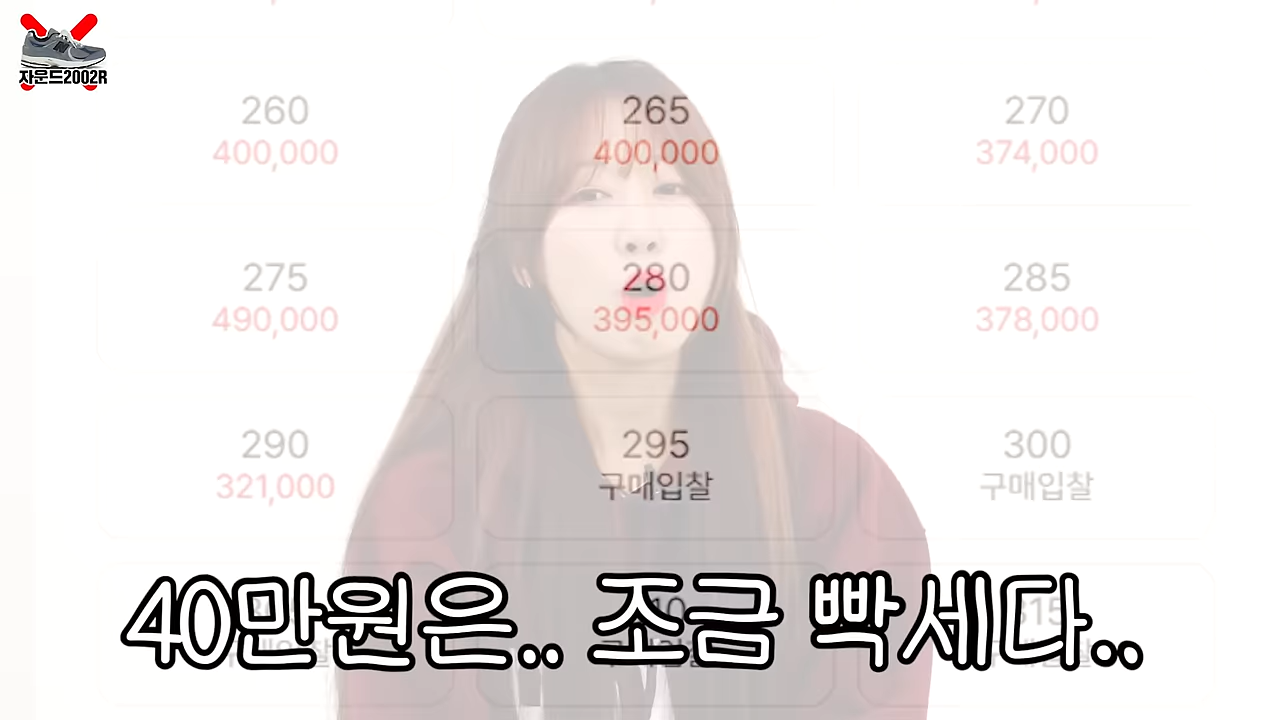 자운드2002R
260 265 270
400,000 400,000 374,000
275 280 285
490,000 395,000 378,000
290 295 300
321,000 구매입찰 구매입찰
40만원은.. 조금 빡세다..